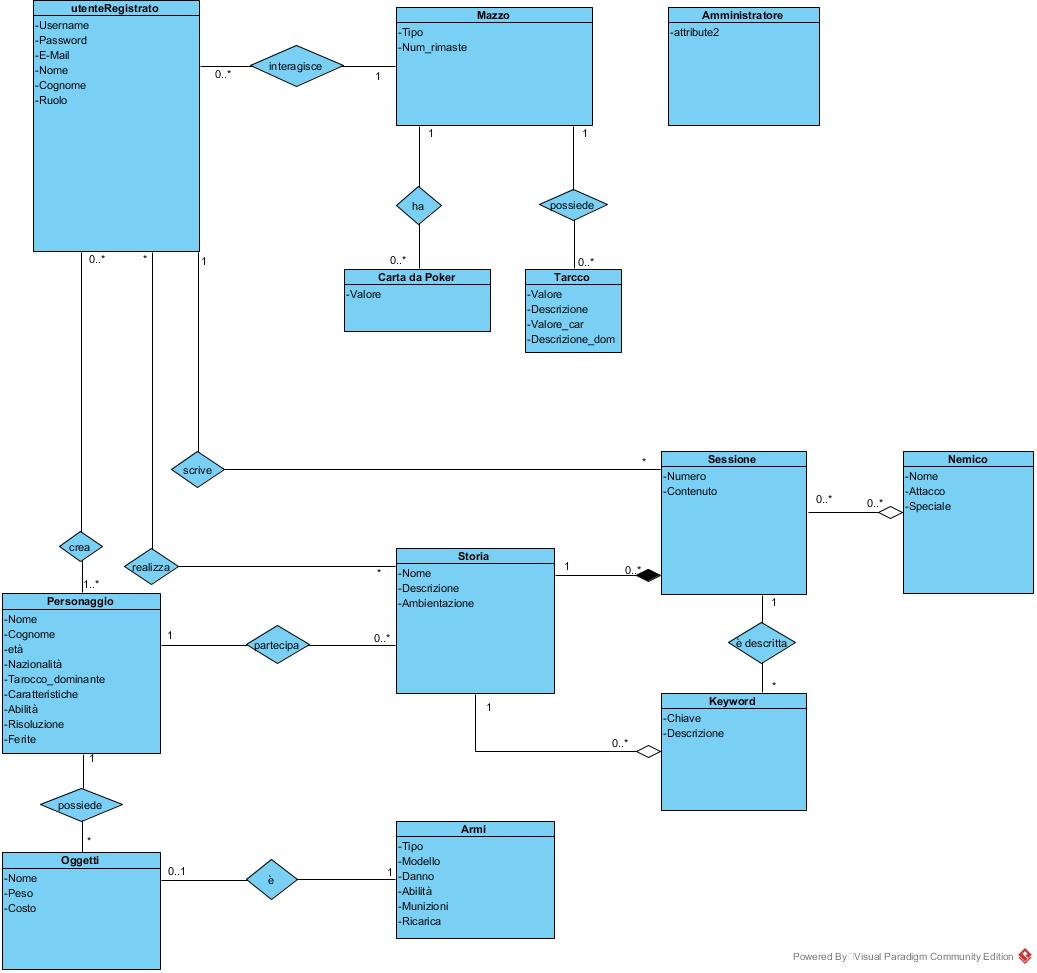 utenteRegistrato
-Username
-Password
-E-Mail
-Nome
-Cognome
-Ruolo
0..*
interagisce
1
Mazzo
-Tipo
-Num_rimaste
Amministratore
-attribute2
1
1
ha
possiede
0..*
0..*
Carta da Poker
-Valore
Tarcco
-Valore
-Descrizione
-Valore_car
-Descrizione_dom
0..*
*
1
scrive
*
Sessione
-Numero
-Contenuto
0..*
0..*
Nemico
-Nome
-Attacco
-Speciale
crea
realizza
*
1..*
Storia
-Nome
-Descrizione
-Ambientazione
1
0..*
Personaggio
-Nome
-Cognome
-età
-Nazionalità
-Tarocco_dominante
-Caratteristiche
-Abilità
-Risoluzione
-Ferite
1
partecipa
0..*
1
è descritta
*
1
0..*
Keyword
-Chiave
-Descrizione
1
possiede
*
Oggetti
-Nome
-Peso
-Costo
0..1
è
1
Armi
-Tipo
-Modello
-Danno
-Abilità
-Munizioni
-Ricarica
Powered By Visual Paradigm Community Edition